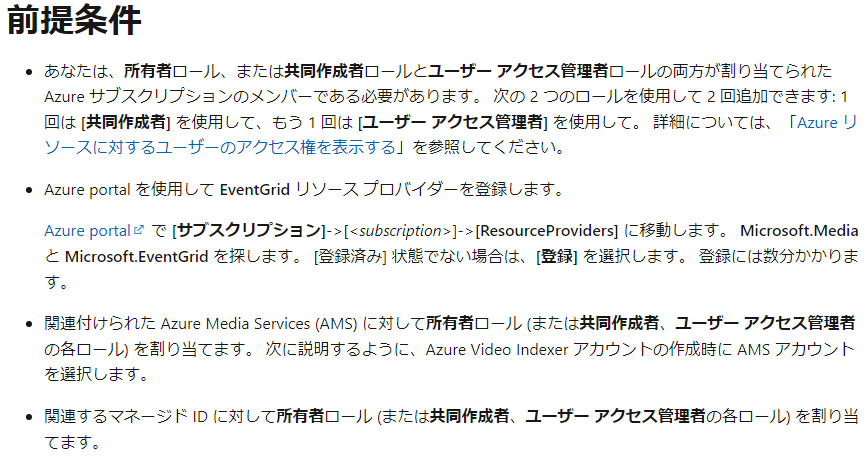 前提条件
• あなたは、所有者ロール、または共同作成者ロールとユーザー アクセス管理者ロールの両方が割り当てられた
Azure サブスクリプションのメンバーである必要があります。 次の 2 つのロールを使用して 2 回追加できます: 1
回は [共同作成者] を使用して、もう 1 回は [ユーザー アクセス管理者] を使用して。 詳細については、「Azure リ
ソースに対するユーザーのアクセス権を表示する」を参照してください。
• Azure portal を使用して EventGrid リソース プロバイダーを登録します。
Azure portal で [サブスクリプション]->[<subscription>]->[ResourceProviders] に移動します。 Microsoft.Media
と Microsoft.EventGrid を探します。 [登録済み] 状態でない場合は、[登録] を選択します。 登録には数分かかりま
す。
• 関連付けられた Azure Media Services (AMS) に対して所有者ロール (または共同作成者、ユーザー アクセス管理者
の各ロール) を割り当てます。 次に説明するように、Azure Video Indexer アカウントの作成時に AMS アカウント
を選択します。
• 関連するマネージド ID に対して所有者ロール (または共同作成者、ユーザー アクセス管理者の各ロール) を割り当
てます。